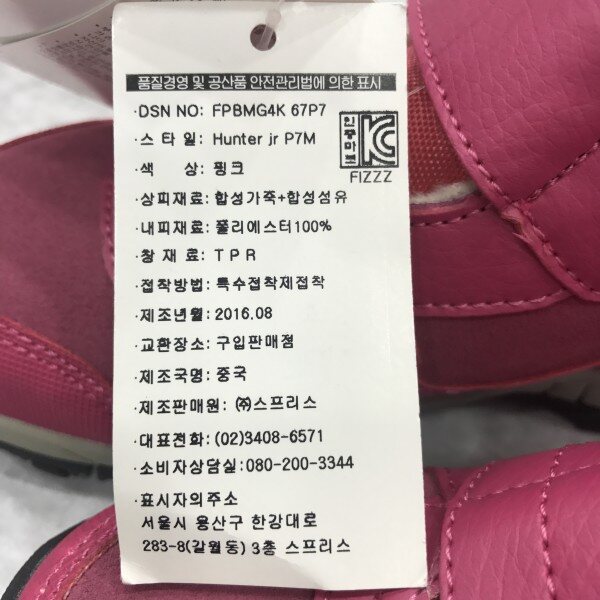 품질경영 및 공산품 안전관리법에 의한 표시
·DSN NO: FPBMG4K 67P7
·스 타 일: Hunter jr P7M
·색 상: 핑크
인증마크
KC
FIZZZ
·상피재료: 합성가죽+합성섬유
·내피재료: 폴리에스터100%
·창 재 료: T P R
·접착방법: 특수접착제접착
·제조년월: 2016.08
·교환장소: 구입판매점
·제조국명: 중국
·제조판매원: ㈜스프리스
·대표전화: (02)3408-6571
·소비자상담실:080-200-3344
·표시자의주소
서울시 용산구 한강대로
283-8(갈월동) 3층 스프리스